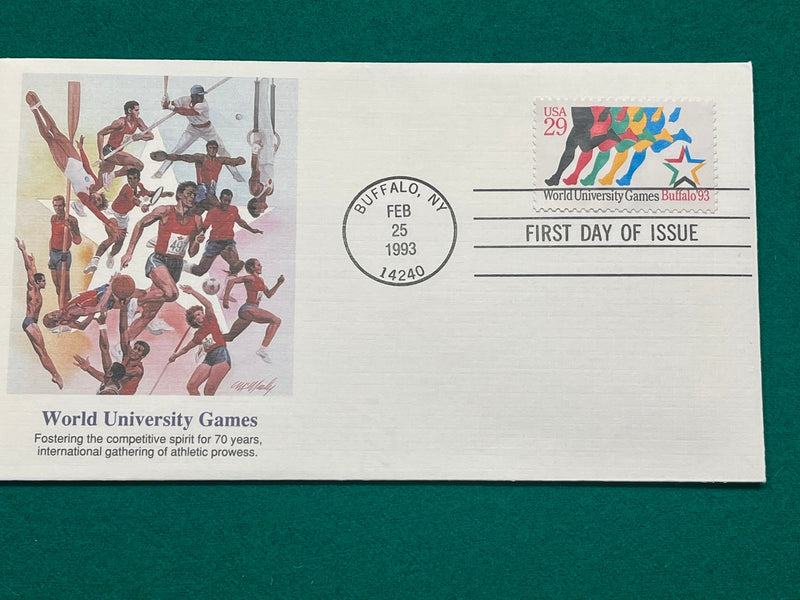 USA
29
World University Games Buffalo '93
BUFFALO, NY
FEB
25
1993
14240
FIRST DAY OF ISSUE
49
World University Games
Fostering the competitive spirit for 70 years,
international gathering of athletic prowess.